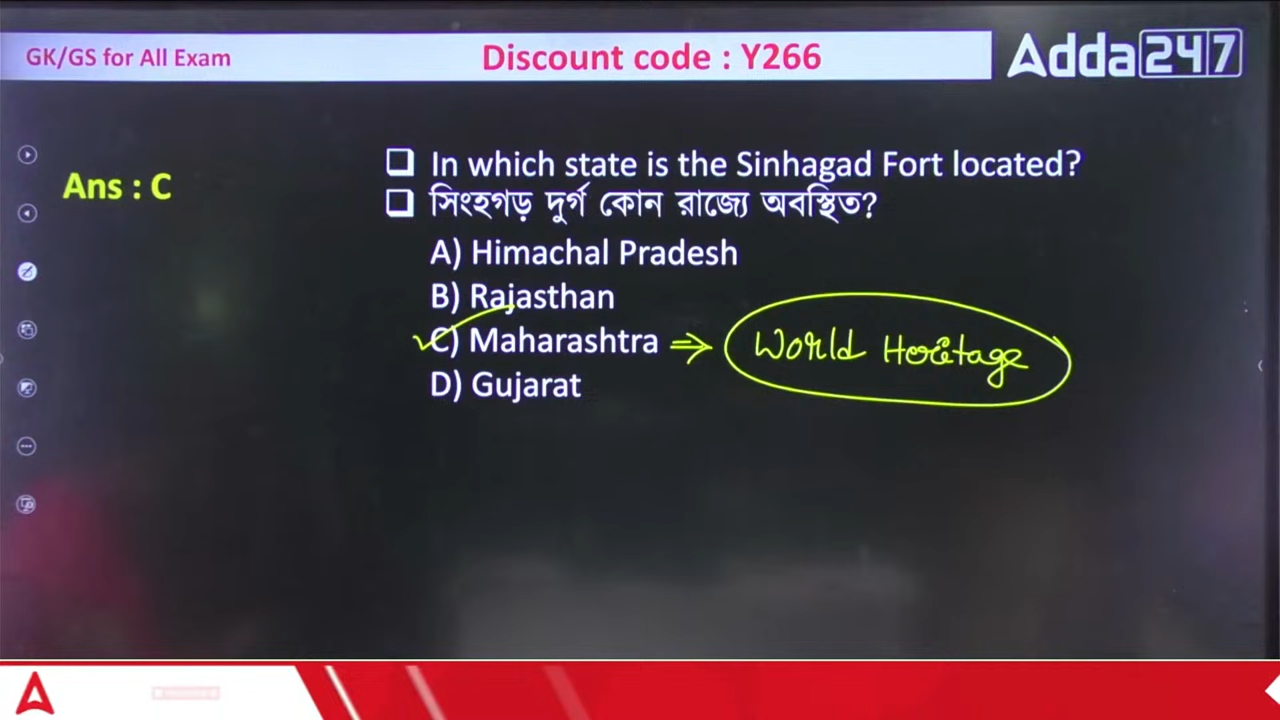 GK/GS for All Exam
Discount code : Y266
Adda247
Ans : C
In which state is the Sinhagad Fort located?
সিংহগড় দুর্গ কোন রাজ্যে অবস্থিত?
A) Himachal Pradesh
B) Rajasthan
C) Maharashtra ⇒ World Heritage
D) Gujarat